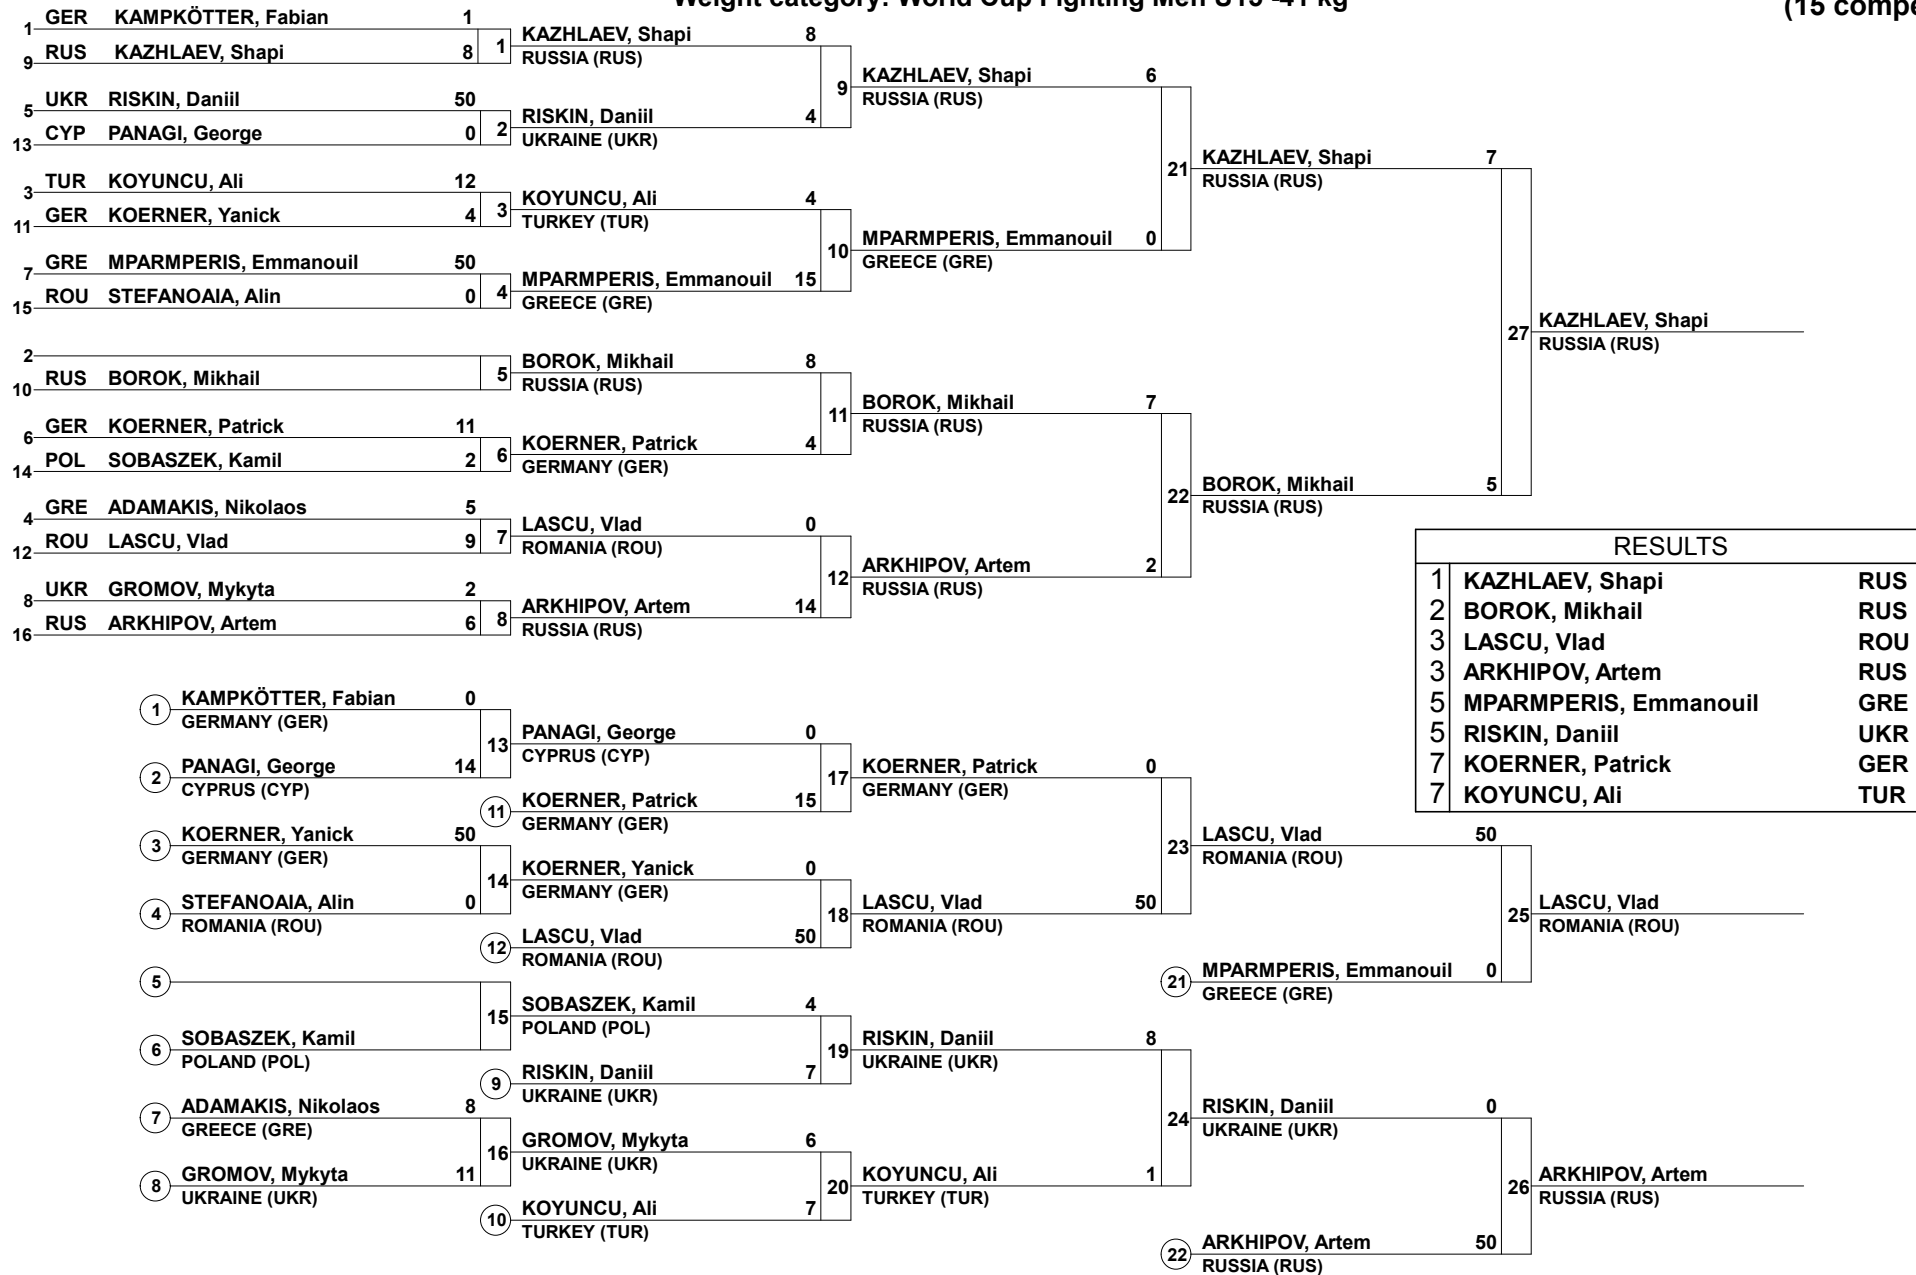 Weight category: World Cup Fighting Men U15 -41 kg
(15 compe
GER KAMPKÖTTER, Fabian 1
1
RUS KAZHLAEV, Shapi 8
9
1
KAZHLAEV, Shapi 8
RUSSIA (RUS)
UKR RISKIN, Daniil 50
5
CYP PANAGI, George 0
13
2
RISKIN, Daniil 4
UKRAINE (UKR)
9
KAZHLAEV, Shapi 6
RUSSIA (RUS)
TUR KOYUNCU, Ali 12
3
GER KOERNER, Yanick 4
11
3
KOYUNCU, Ali 4
TURKEY (TUR)
GRE MPARMPERIS, Emmanouil 50
7
ROU STEFANOAIA, Alin 0
15
4
MPARMPERIS, Emmanouil 15
GREECE (GRE)
10
MPARMPERIS, Emmanouil 0
GREECE (GRE)
21
KAZHLAEV, Shapi 7
RUSSIA (RUS)
2
RUS BOROK, Mikhail
10
5
BOROK, Mikhail 8
RUSSIA (RUS)
GER KOERNER, Patrick 11
6
POL SOBASZEK, Kamil 2
14
6
KOERNER, Patrick 4
GERMANY (GER)
11
BOROK, Mikhail 7
RUSSIA (RUS)
GRE ADAMAKIS, Nikolaos 5
4
ROU LASCU, Vlad 9
12
7
LASCU, Vlad 0
ROMANIA (ROU)
UKR GROMOV, Mykyta 2
8
RUS ARKHIPOV, Artem 6
16
8
ARKHIPOV, Artem 14
RUSSIA (RUS)
12
ARKHIPOV, Artem 2
RUSSIA (RUS)
22
BOROK, Mikhail 5
RUSSIA (RUS)
27
KAZHLAEV, Shapi
RUSSIA (RUS)
RESULTS
1 KAZHLAEV, Shapi RUS
2 BOROK, Mikhail RUS
3 LASCU, Vlad ROU
3 ARKHIPOV, Artem RUS
5 MPARMPERIS, Emmanouil GRE
5 RISKIN, Daniil UKR
7 KOERNER, Patrick GER
7 KOYUNCU, Ali TUR
1 KAMPKÖTTER, Fabian 0
GERMANY (GER)
2 PANAGI, George 14
CYPRUS (CYP)
13
PANAGI, George 0
CYPRUS (CYP)
11 KOERNER, Patrick 15
GERMANY (GER)
17
KOERNER, Patrick 0
GERMANY (GER)
3 KOERNER, Yanick 50
GERMANY (GER)
4 STEFANOAIA, Alin 0
ROMANIA (ROU)
14
KOERNER, Yanick 0
GERMANY (GER)
12 LASCU, Vlad 50
ROMANIA (ROU)
18
LASCU, Vlad 50
ROMANIA (ROU)
23
LASCU, Vlad 50
ROMANIA (ROU)
21 MPARMPERIS, Emmanouil 0
GREECE (GRE)
25
LASCU, Vlad
ROMANIA (ROU)
5
6 SOBASZEK, Kamil
POLAND (POL)
15
SOBASZEK, Kamil 4
POLAND (POL)
9 RISKIN, Daniil 7
UKRAINE (UKR)
19
RISKIN, Daniil 8
UKRAINE (UKR)
7 ADAMAKIS, Nikolaos 8
GREECE (GRE)
8 GROMOV, Mykyta 11
UKRAINE (UKR)
16
GROMOV, Mykyta 6
UKRAINE (UKR)
10 KOYUNCU, Ali 7
TURKEY (TUR)
20
KOYUNCU, Ali 1
TURKEY (TUR)
24
RISKIN, Daniil 0
UKRAINE (UKR)
22 ARKHIPOV, Artem 50
RUSSIA (RUS)
26
ARKHIPOV, Artem
RUSSIA (RUS)